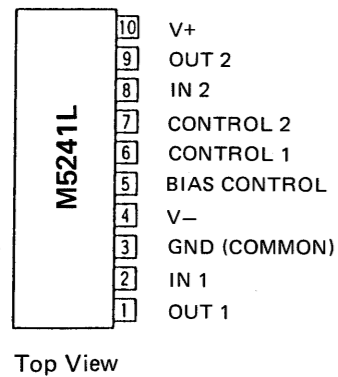 M5241L
10 V+
9 OUT 2
8 IN 2
7 CONTROL 2
6 CONTROL 1
5 BIAS CONTROL
4 V−
3 GND (COMMON)
2 IN 1
1 OUT 1
Top View